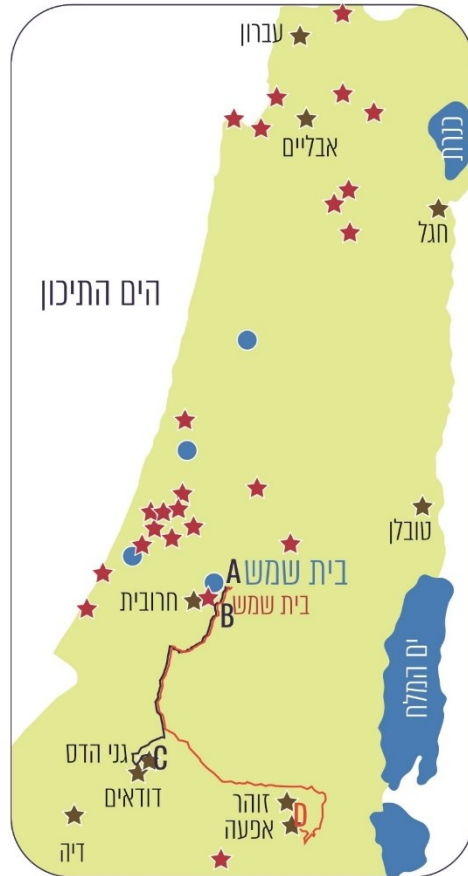 עברון
אבליים
כנרת
חגל
הים התיכון
טובלן
A בית שמש
חרובית
B בית שמש
ים המלח
גני הדס
C
דודאים
זוהר
D
אפעה
דיה